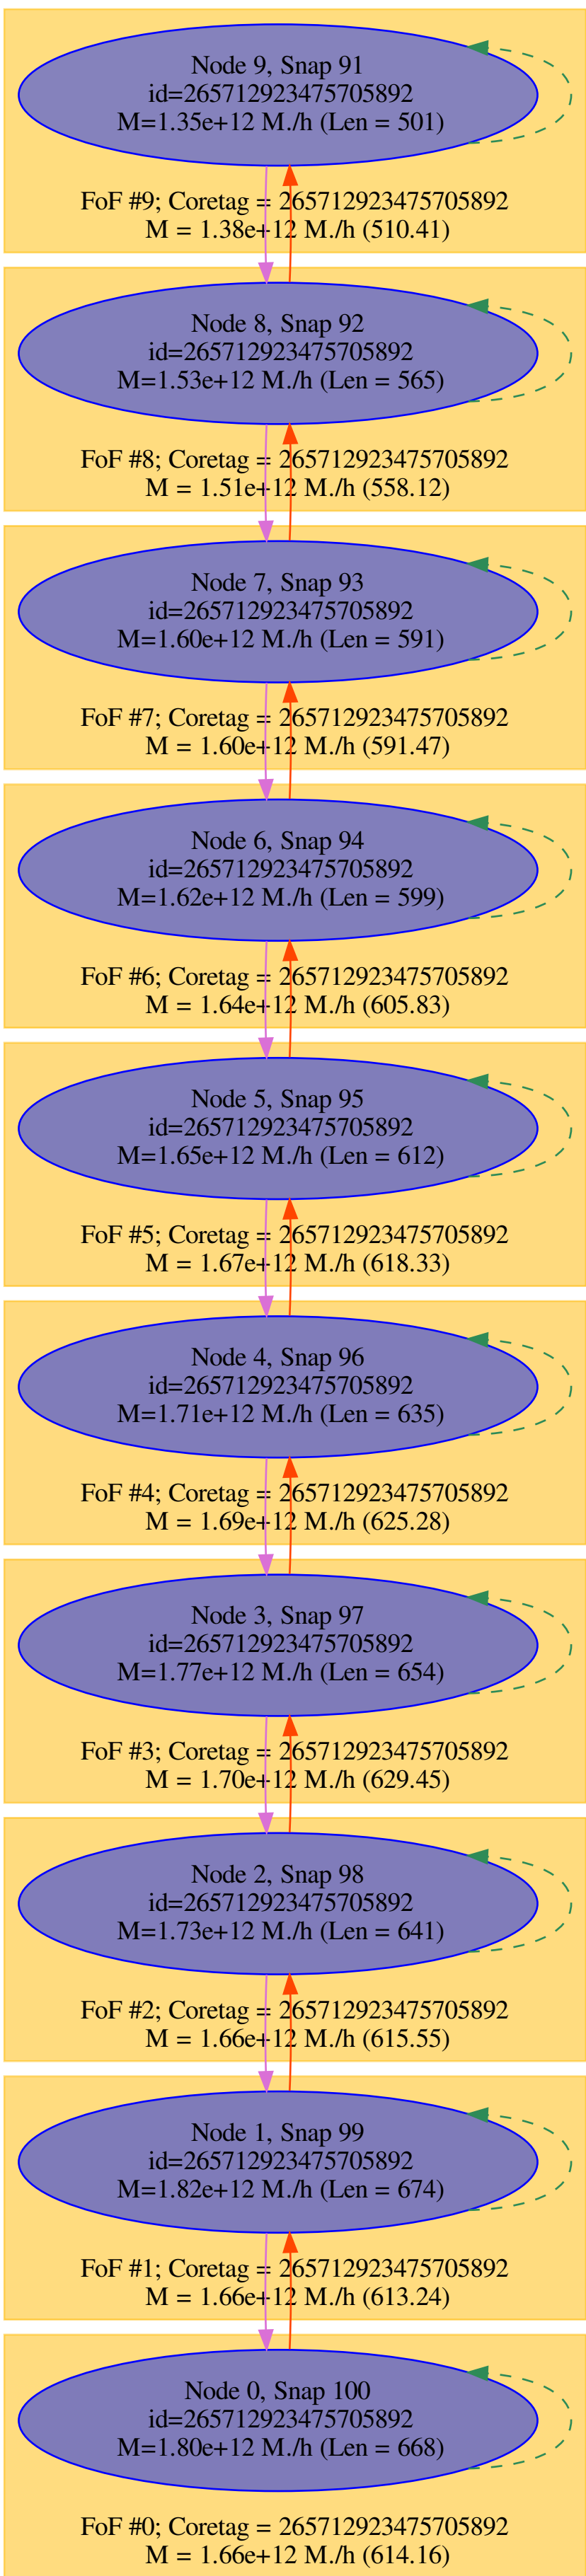 Node 9, Snap 91
id=265712923475705892
M=1.35e+12 M./h (Len = 501)
FoF #9; Coretag = 265712923475705892
M = 1.38e+12 M./h (510.41)
Node 8, Snap 92
id=265712923475705892
M=1.53e+12 M./h (Len = 565)
FoF #8; Coretag = 265712923475705892
M = 1.51e+12 M./h (558.12)
Node 7, Snap 93
id=265712923475705892
M=1.60e+12 M./h (Len = 591)
FoF #7; Coretag = 265712923475705892
M = 1.60e+12 M./h (591.47)
Node 6, Snap 94
id=265712923475705892
M=1.62e+12 M./h (Len = 599)
FoF #6; Coretag = 265712923475705892
M = 1.64e+12 M./h (605.83)
Node 5, Snap 95
id=265712923475705892
M=1.65e+12 M./h (Len = 612)
FoF #5; Coretag = 265712923475705892
M = 1.67e+12 M./h (618.33)
Node 4, Snap 96
id=265712923475705892
M=1.71e+12 M./h (Len = 635)
FoF #4; Coretag = 265712923475705892
M = 1.69e+12 M./h (625.28)
Node 3, Snap 97
id=265712923475705892
M=1.77e+12 M./h (Len = 654)
FoF #3; Coretag = 265712923475705892
M = 1.70e+12 M./h (629.45)
Node 2, Snap 98
id=265712923475705892
M=1.73e+12 M./h (Len = 641)
FoF #2; Coretag = 265712923475705892
M = 1.66e+12 M./h (615.55)
Node 1, Snap 99
id=265712923475705892
M=1.82e+12 M./h (Len = 674)
FoF #1; Coretag = 265712923475705892
M = 1.66e+12 M./h (613.24)
Node 0, Snap 100
id=265712923475705892
M=1.80e+12 M./h (Len = 668)
FoF #0; Coretag = 265712923475705892
M = 1.66e+12 M./h (614.16)